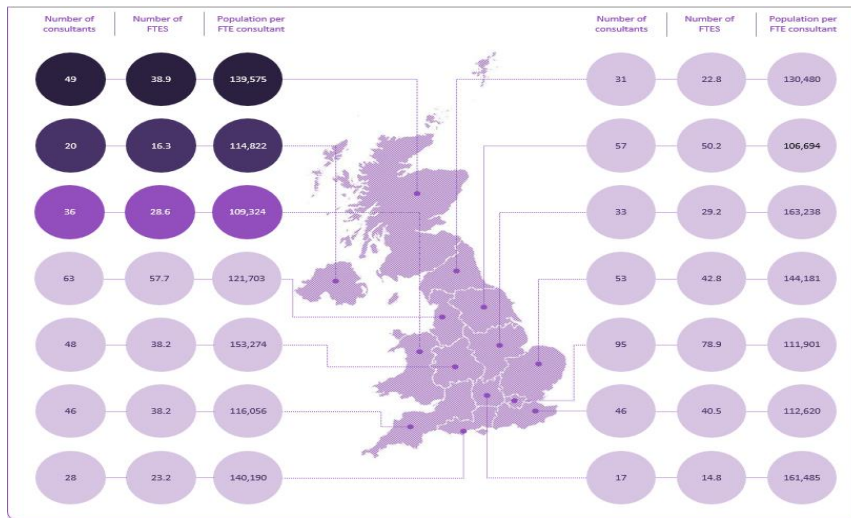 Number of consultants Number of FTES Population per FTE consultant
49 38.9 139,575
20 16.3 114,822
36 28.6 109,324
63 57.7 121,703
48 38.2 153,274
46 38.2 116,056
28 23.2 140,190
Number of consultants Number of FTES Population per FTE consultant
31 22.8 130,480
57 50.2 106,694
33 29.2 163,238
53 42.8 144,181
95 78.9 111,901
46 40.5 112,620
17 14.8 161,485